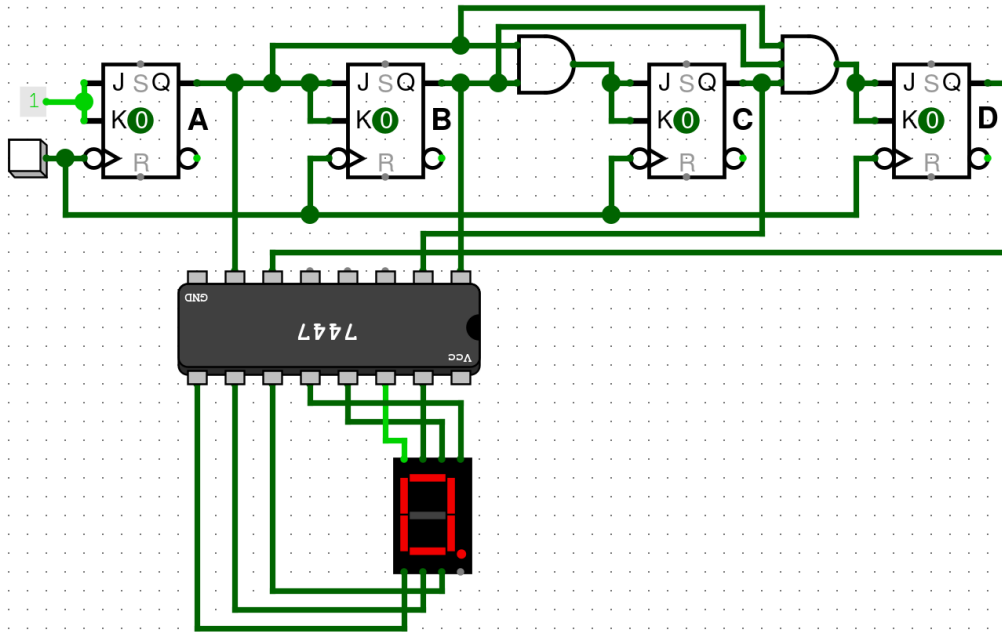 J S Q
1
K 0 A
R
J S Q
K 0 B
R
J S Q
K 0 C
R
J S Q
K 0 D
R
GND
7447
Vcc